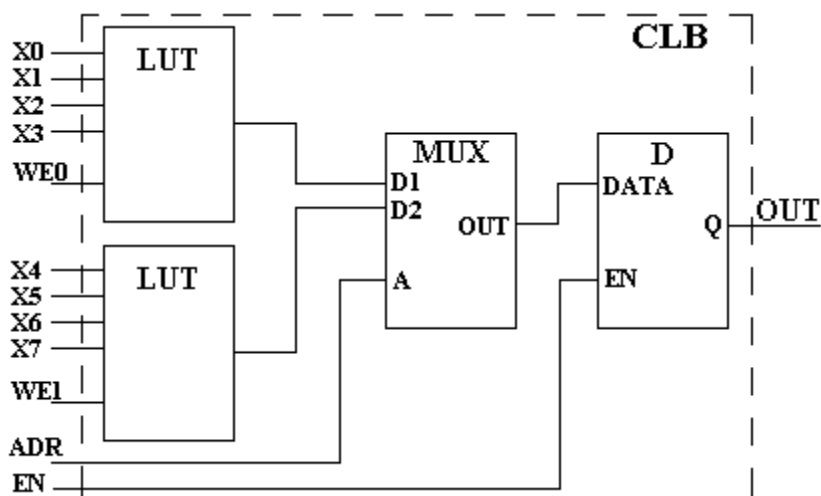 CLB
X0
X1
X2
X3
WE0
LUT
X4
X5
X6
X7
WE1
LUT
ADR
EN
MUX
D1
D2
OUT
A
D
DATA
Q
EN
OUT